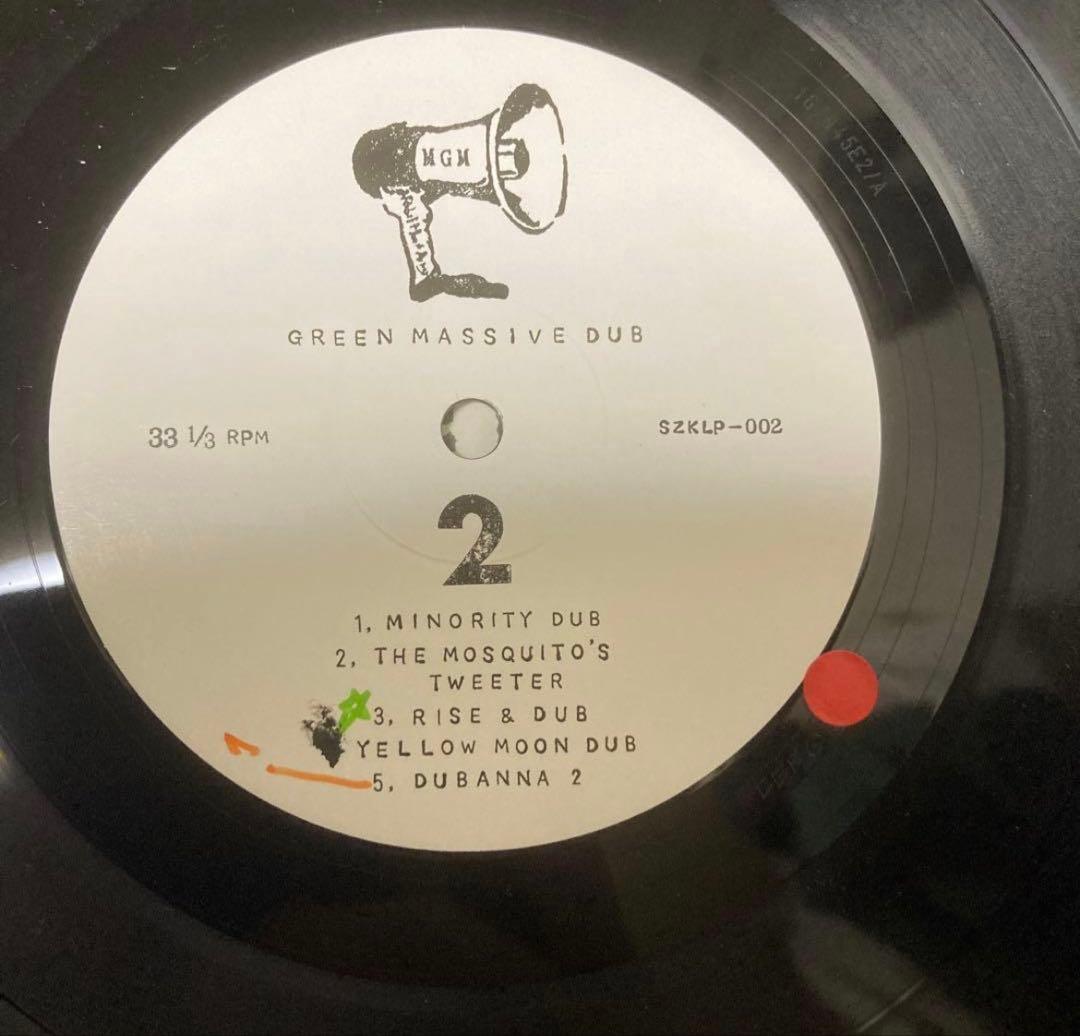 MGM
GREEN MASSIVE DUB
33 1/3 RPM
SZKLP-002
2
1, MINORITY DUB
2, THE MOSQUITO'S
TWEETER
3, RISE & DUB
YELLOW MOON DUB
5, DUBANNA 2